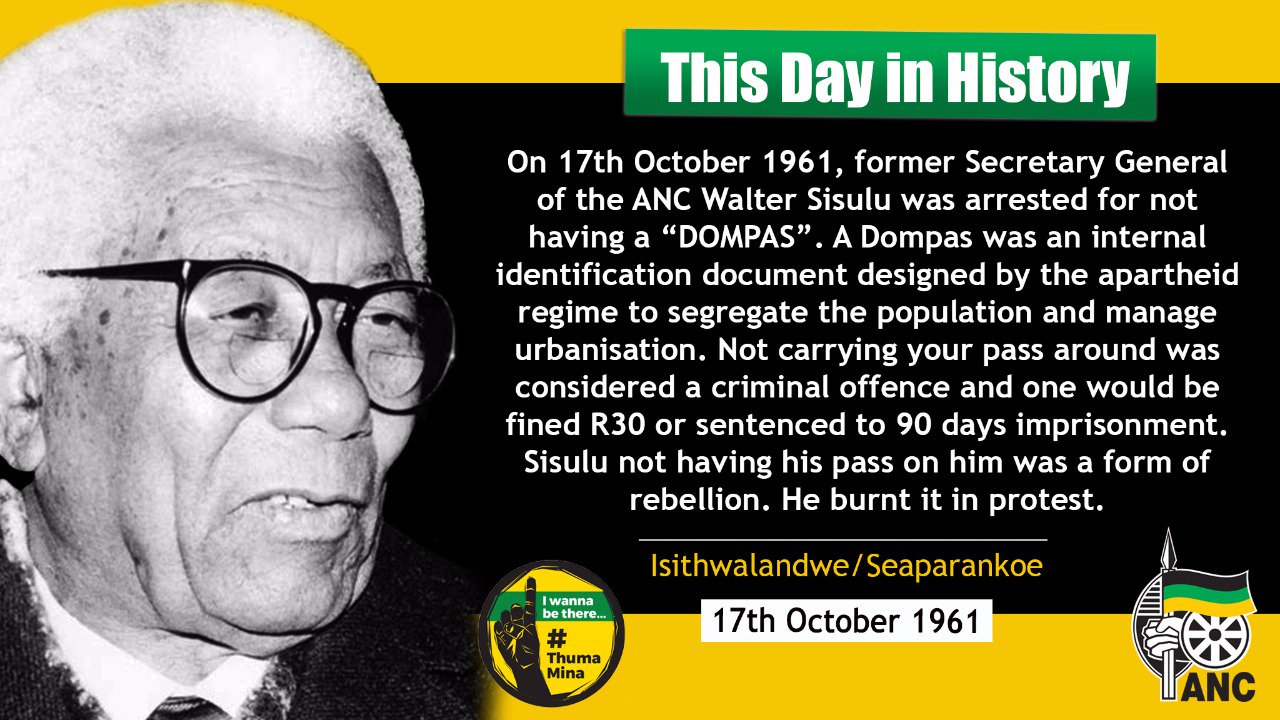 This Day in History
On 17th October 1961, former Secretary General
of the ANC Walter Sisulu was arrested for not
having a “DOMPAS”. A Dompas was an internal
identification document designed by the apartheid
regime to segregate the population and manage
urbanisation. Not carrying your pass around was
considered a criminal offence and one would be
fined R30 or sentenced to 90 days imprisonment.
Sisulu not having his pass on him was a form of
rebellion. He burnt it in protest.
Isithwalandwe/Seaparankoe
17th October 1961
I wanna
be there...
#
Thuma
Mina
ANC